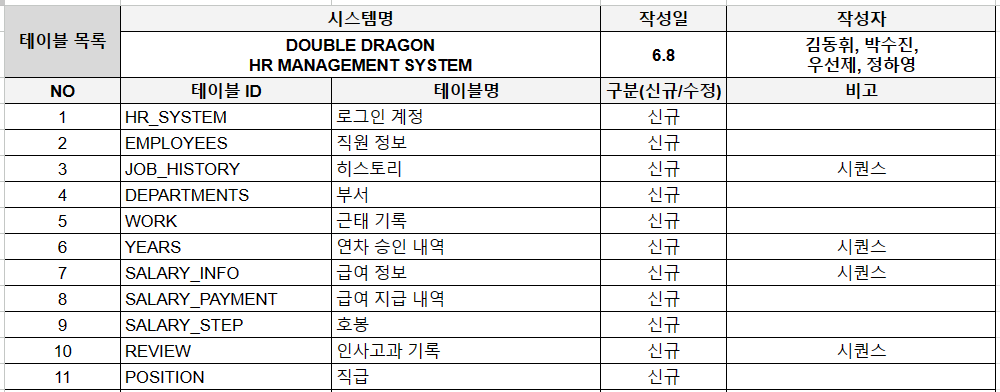 테이블 목록 시스템명 작성일 작성자
DOUBLE DRAGON
HR MANAGEMENT SYSTEM 6.8 김동휘, 박수진,
우선제, 정하영
NO 테이블 ID 테이블명 구분(신규/수정) 비고
1 HR_SYSTEM 로그인 계정 신규
2 EMPLOYEES 직원 정보 신규
3 JOB_HISTORY 히스토리 신규 시퀀스
4 DEPARTMENTS 부서 신규
5 WORK 근태 기록 신규
6 YEARS 연차 승인 내역 신규 시퀀스
7 SALARY_INFO 급여 정보 신규 시퀀스
8 SALARY_PAYMENT 급여 지급 내역 신규
9 SALARY_STEP 호봉 신규
10 REVIEW 인사고과 기록 신규 시퀀스
11 POSITION 직급 신규